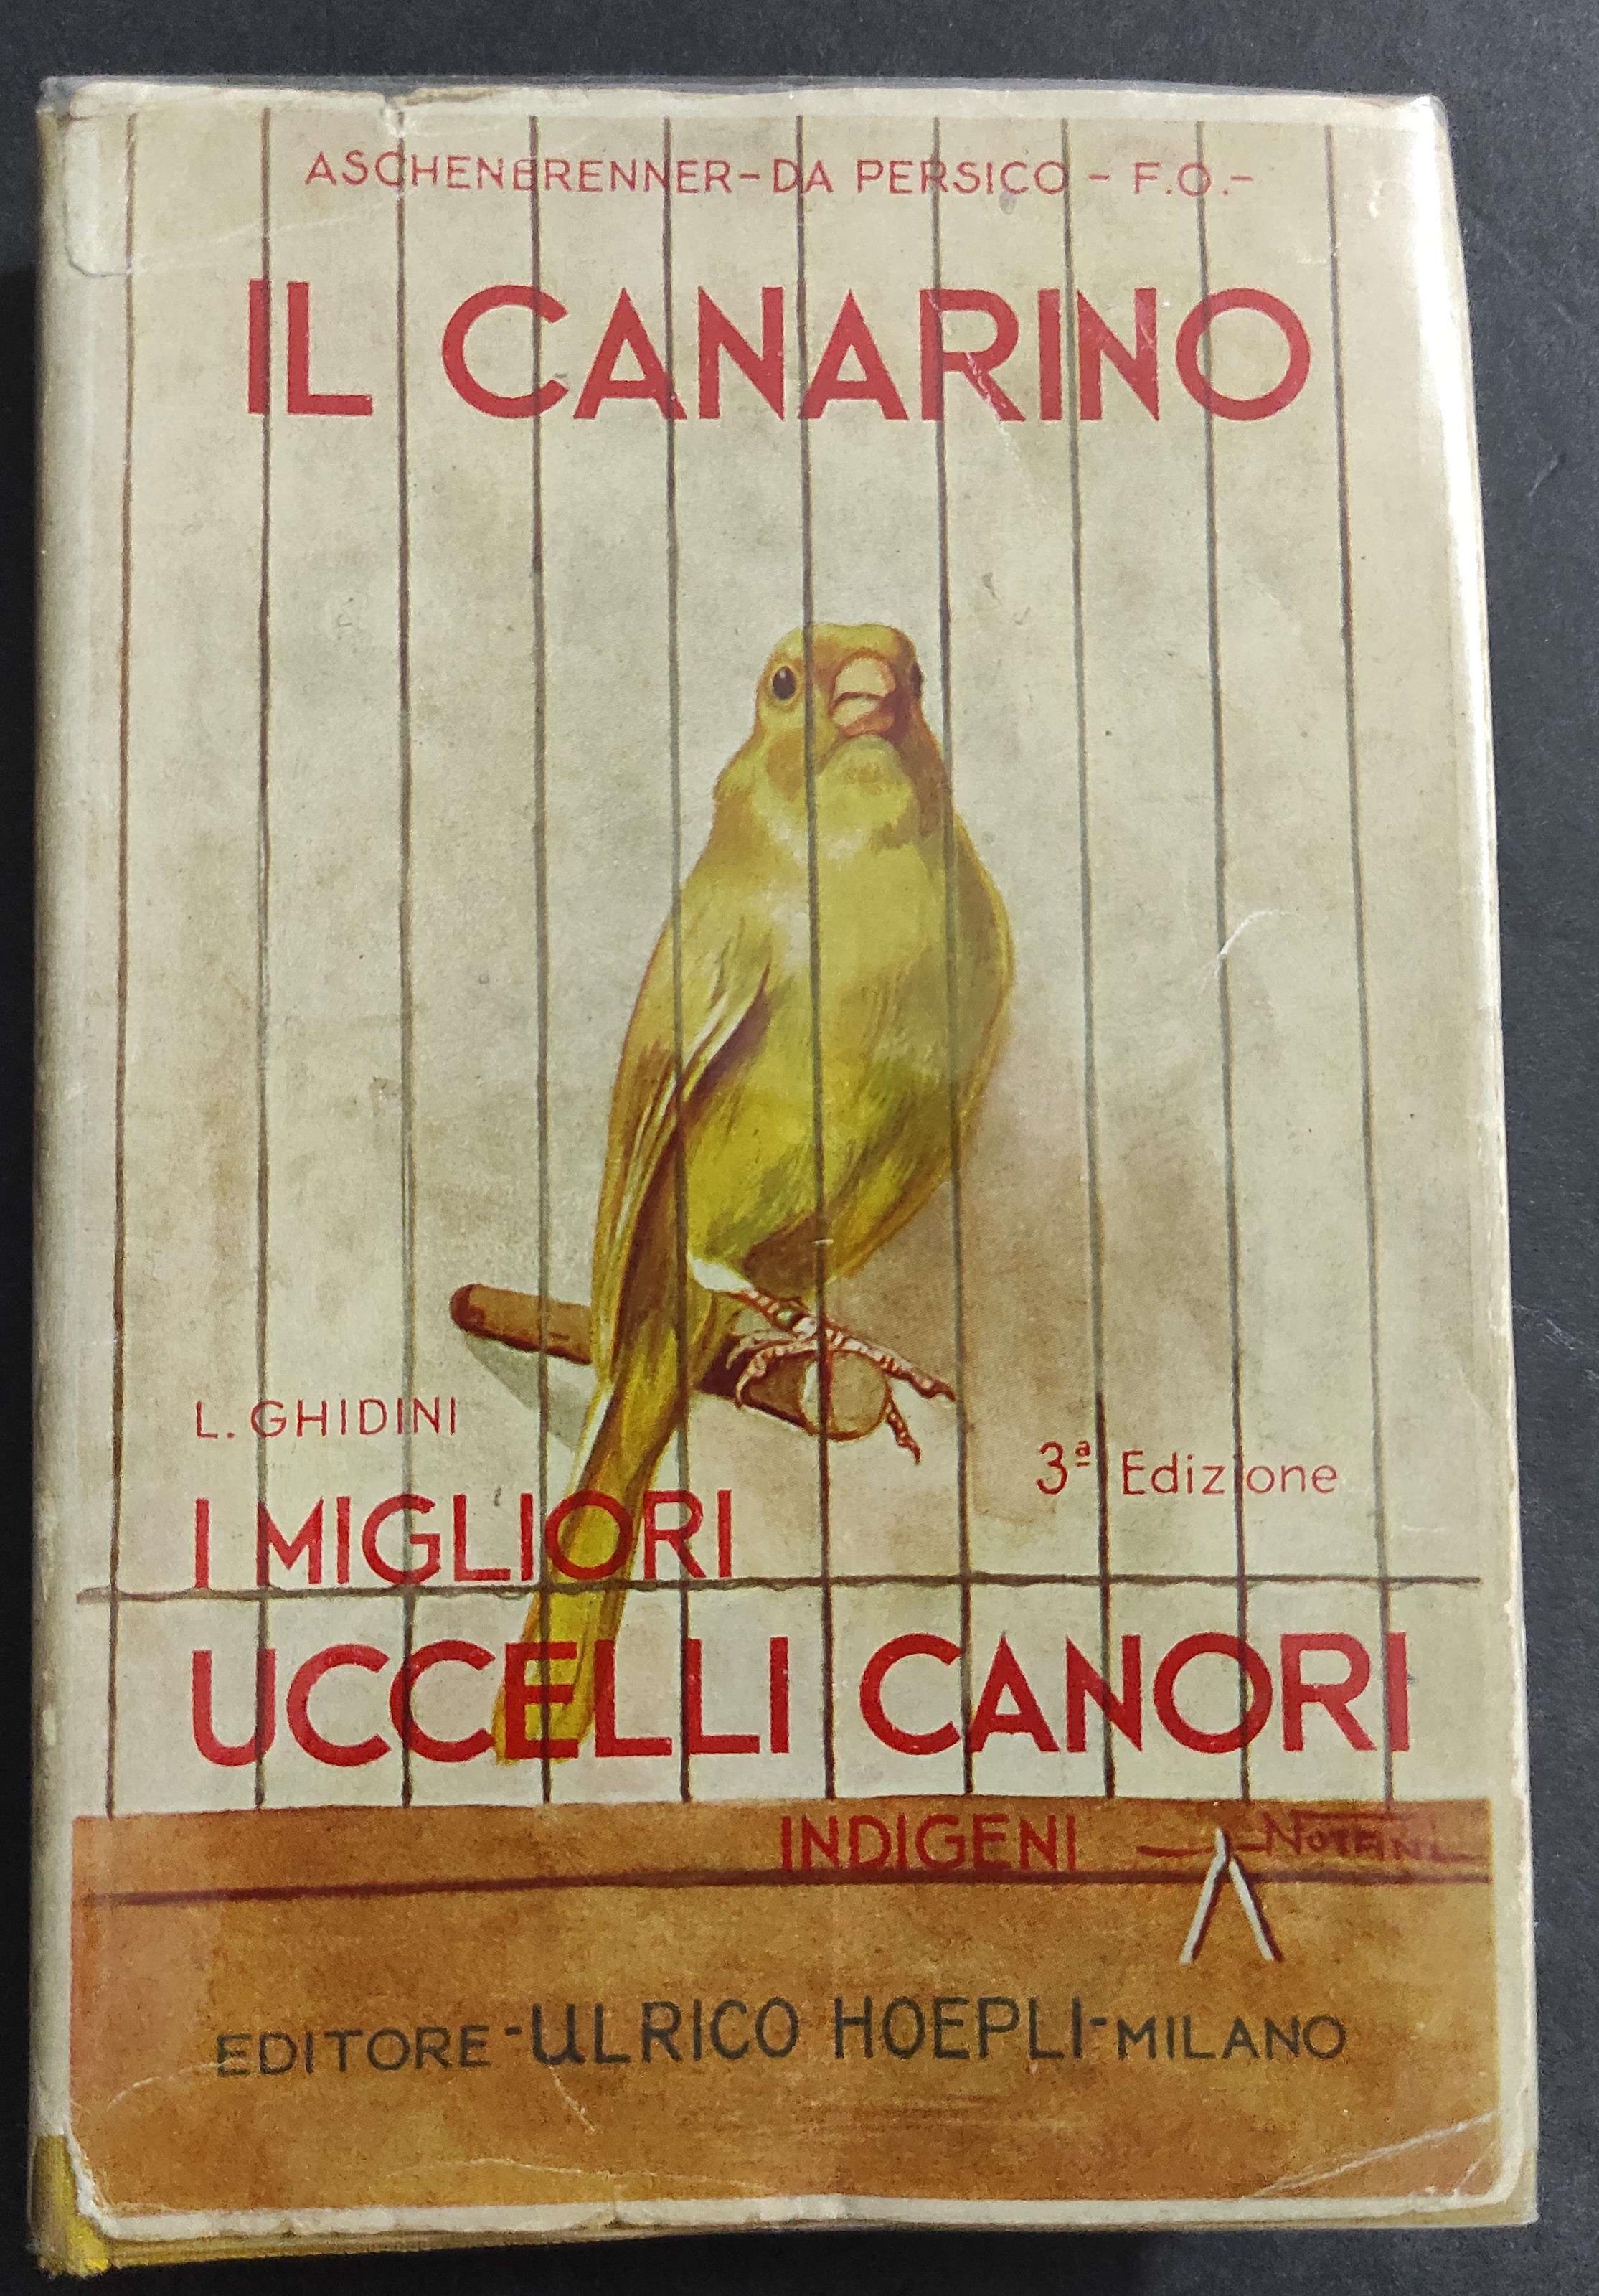 ASCHENBRENNER-DA PERSICO - F.O.-
IL CANARINO
L. GHIDINI
3ª Edizione
I MIGLIORI
UCCELLI CANORI
INDIGENI
EDITORE-ULRICO HOEPLI-MILANO